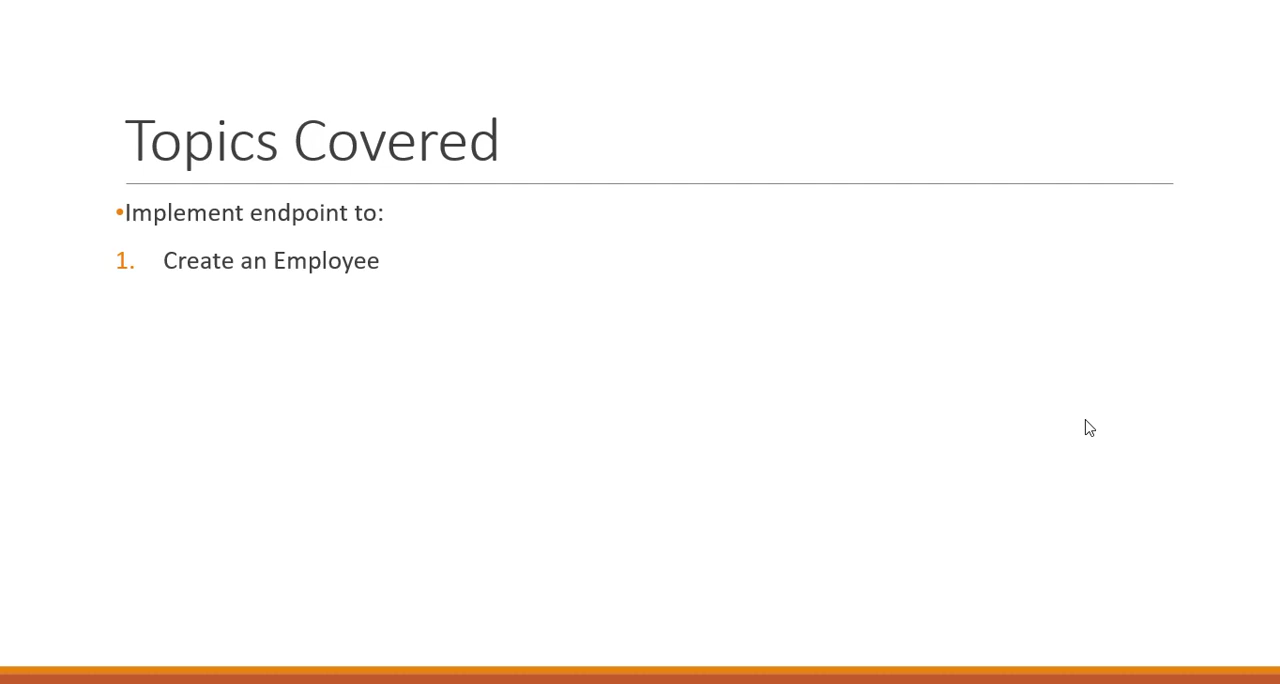 Topics Covered
•Implement endpoint to:
1. Create an Employee